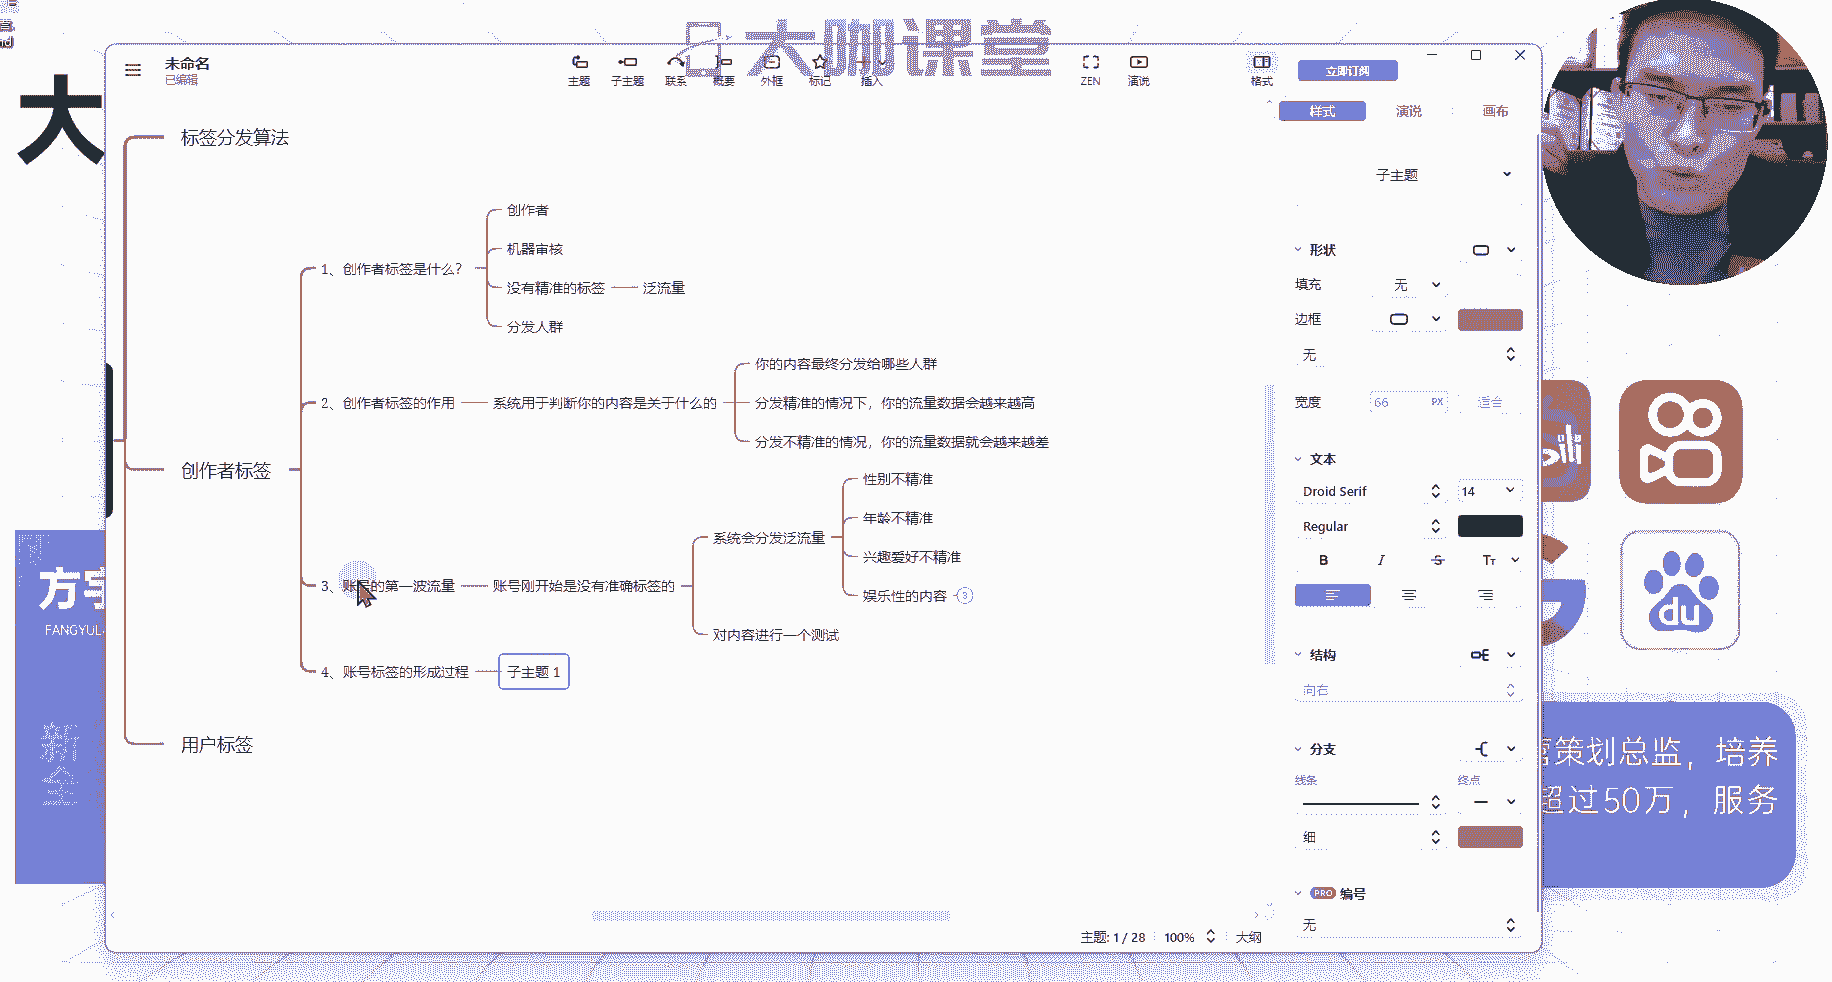 大咖课堂
大
未命名
已编辑
主题
子主题
联系
概要
外框
标记
插入
ZEN
演说
格式
立即订阅
样式
演说
画布
标签分发算法
创作者标签
用户标签
1、创作者标签是什么?
创作者
机器审核
没有精准的标签
泛流量
分发人群
2、创作者标签的作用
系统用于判断你的内容是关于什么的
你的内容最终分发给哪些人群
分发精准的情况下，你的流量数据会越来越高
分发不精准的情况，你的流量数据就会越来越差
3、账号的第一波流量
账号刚开始是没有准确标签的
系统会分发泛流量
性别不精准
年龄不精准
兴趣爱好不精准
娱乐性的内容
3
对内容进行一个测试
4、账号标签的形成过程
子主题 1
子主题
形状
填充
无
边框
无
宽度
66
PX
适合
文本
Droid Serif
14
Regular
B
I
S
TT
结构
向右
分支
线条
终点
细
PRO
编号
无
主题: 1 / 28
100%
大纲
方宇
FANGYUL
新
全
du
营策划总监，培养
超过50万，服务